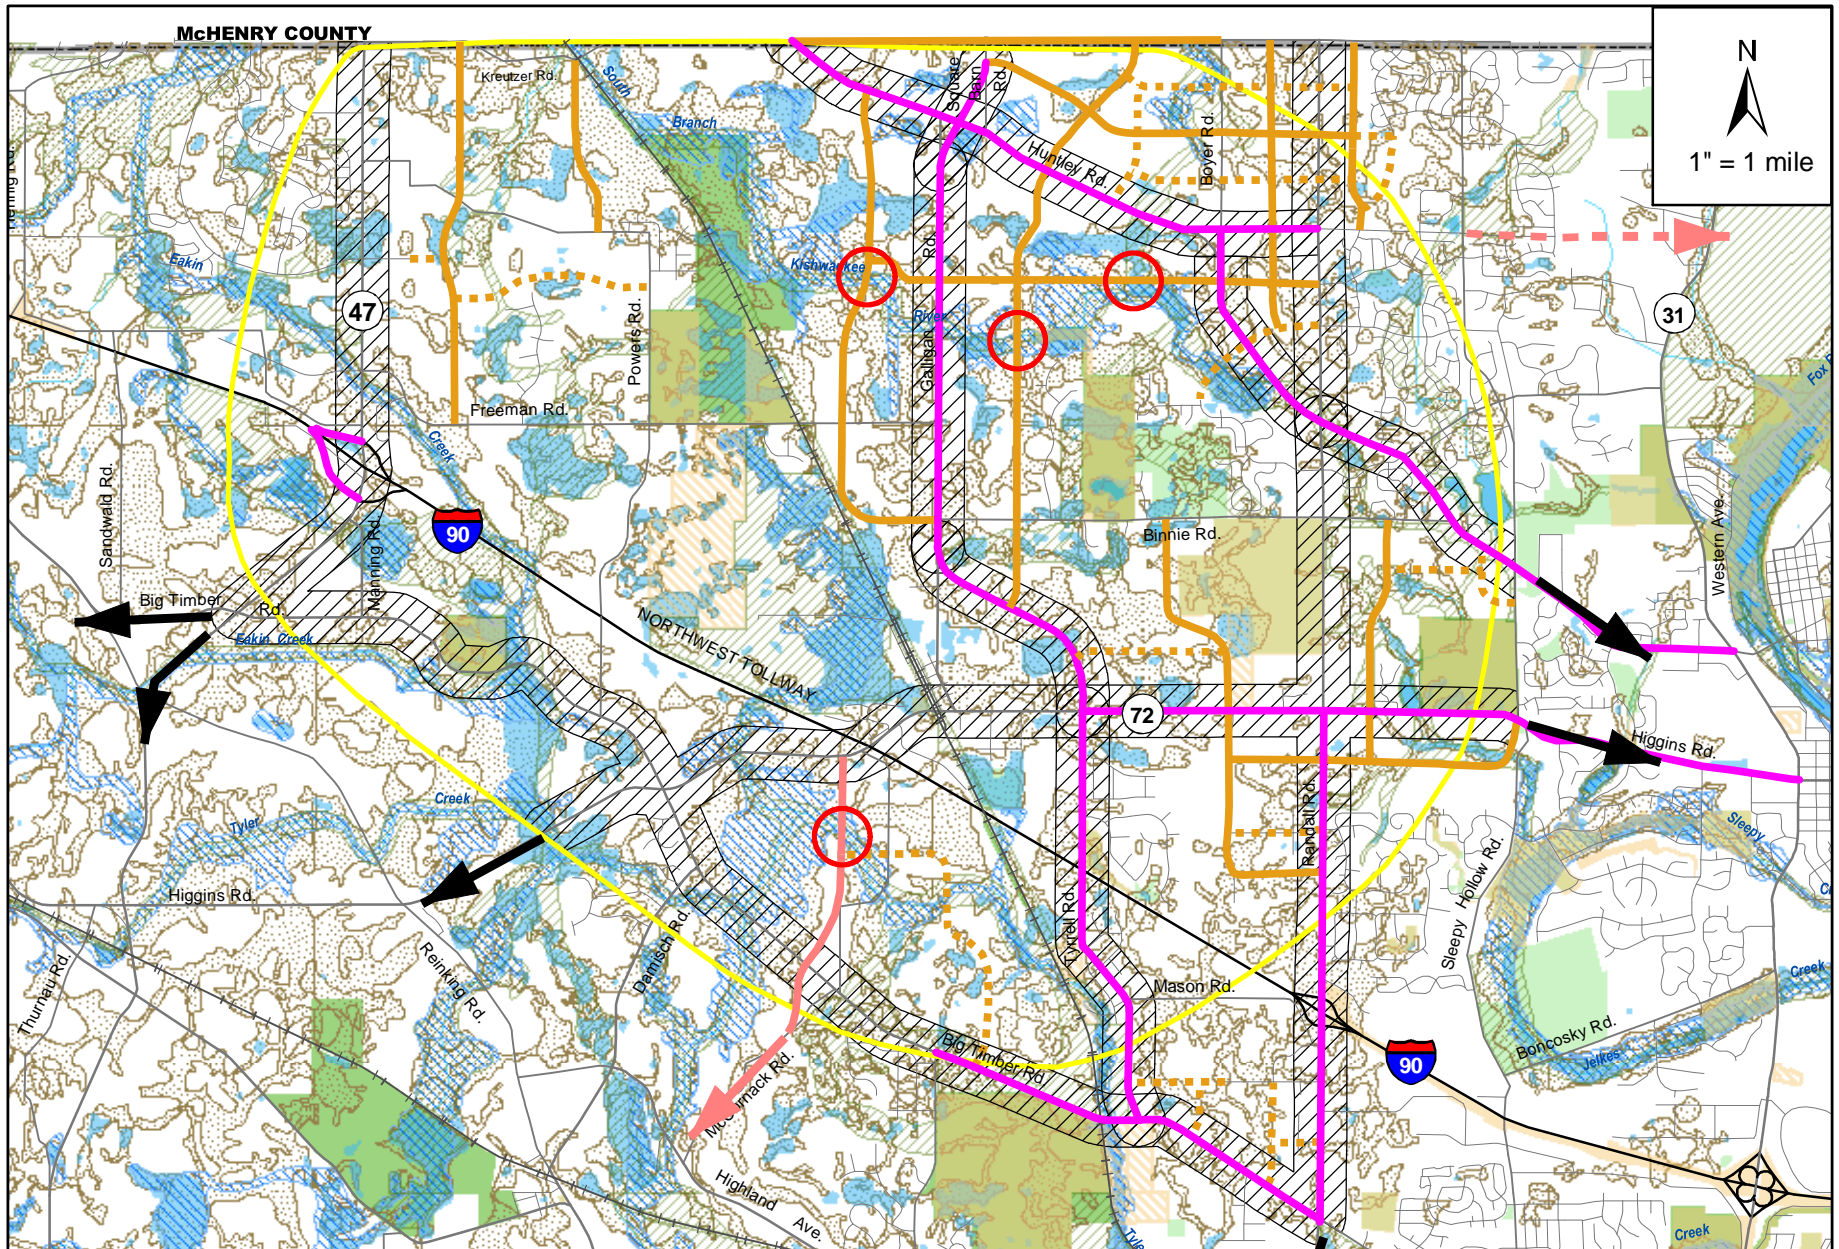 McHENRY COUNTY
N
1" = 1 mile
Kreutzer Rd.
South
Branch
Square
Barn
Rd.
Huntley Rd.
Boyer Rd.
Eakin
Kishwaukee
River
Rd.
Galligan
47
31
Powers Rd.
Freeman Rd.
Creek
Sandwald Rd.
Manning Rd.
90
Binnie Rd.
Western Ave.
Fox
Big Timber
Rd.
Eakin Creek
NORTHWEST TOLLWAY
72
Higgins Rd.
Creek
Tyler
Randall Rd.
Sleepy
Hollow Rd.
Sleepy
Higgins Rd.
Tyrrell Rd.
Damisch Rd.
Reinking Rd.
Thurnau Rd.
Mason Rd.
Creek
Boncosky Rd.
Jelkes
90
Big Timber Rd.
McCornack Rd.
Highland
Ave.
Creek